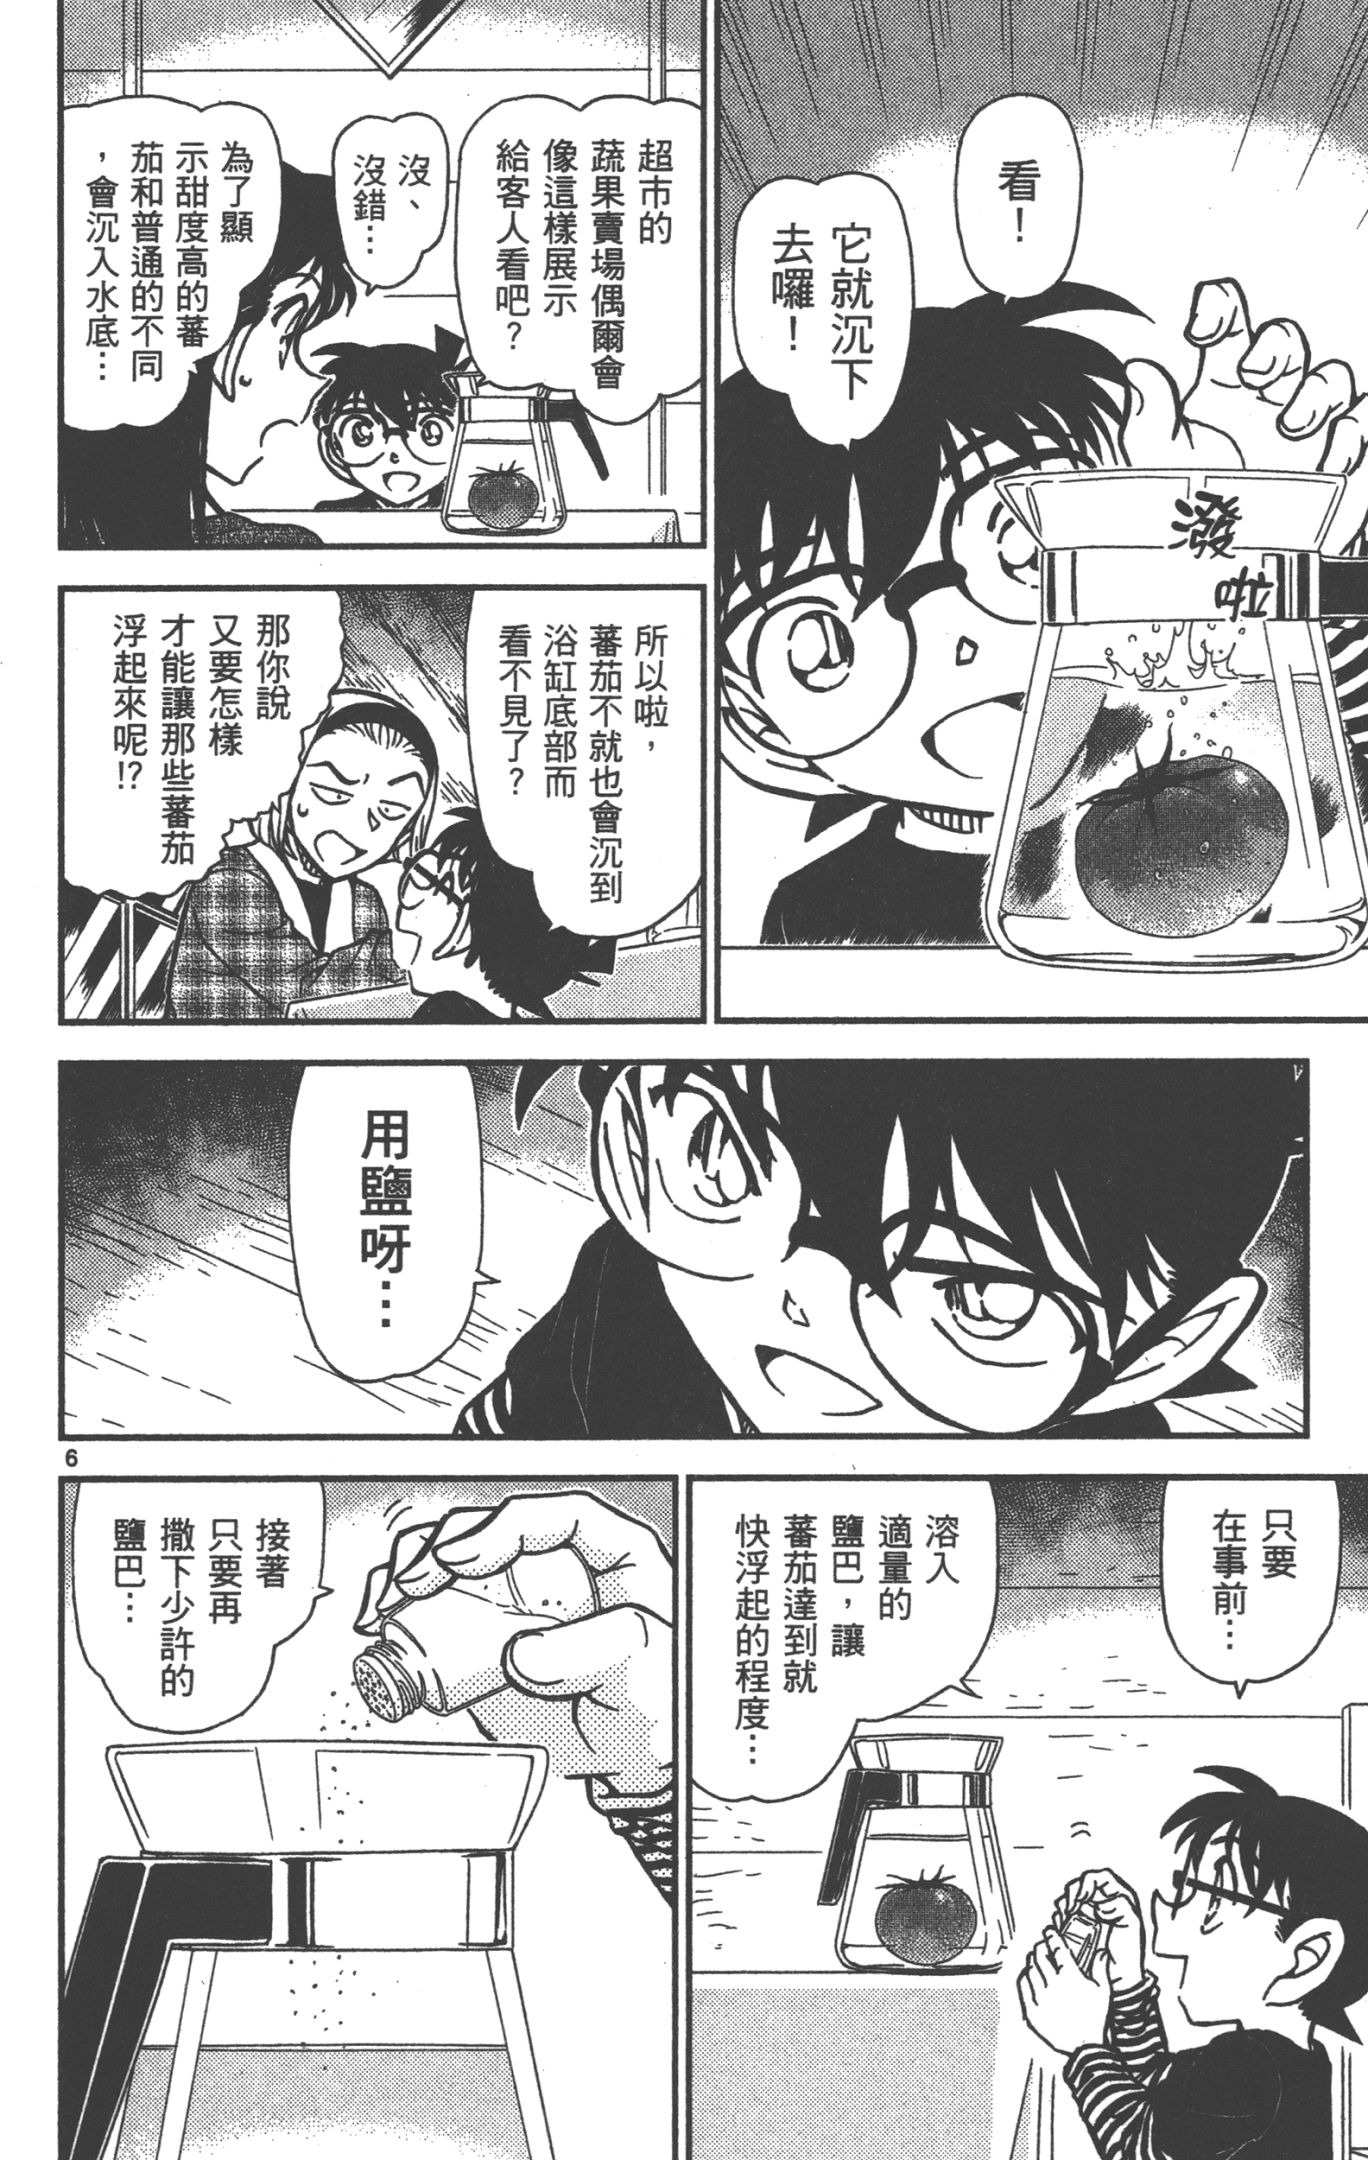 看！
它就沉下
去囉！
潑
啦
超市的
蔬果賣場偶爾會
像這樣展示
給客人看吧？
沒、
沒錯…
為了顯
示甜度高的蕃
茄和普通的不同
，會沉入水底…
所以啦，
蕃茄不就也會沉到
浴缸底部而
看不見了？
那你說
又要怎樣
才能讓那些蕃茄
浮起來呢!?
用鹽呀…
6
只要
在事前…
溶入
適量的
鹽巴，讓
蕃茄達到就
快浮起的程度…
接著
只要再
撒下少許的
鹽巴…